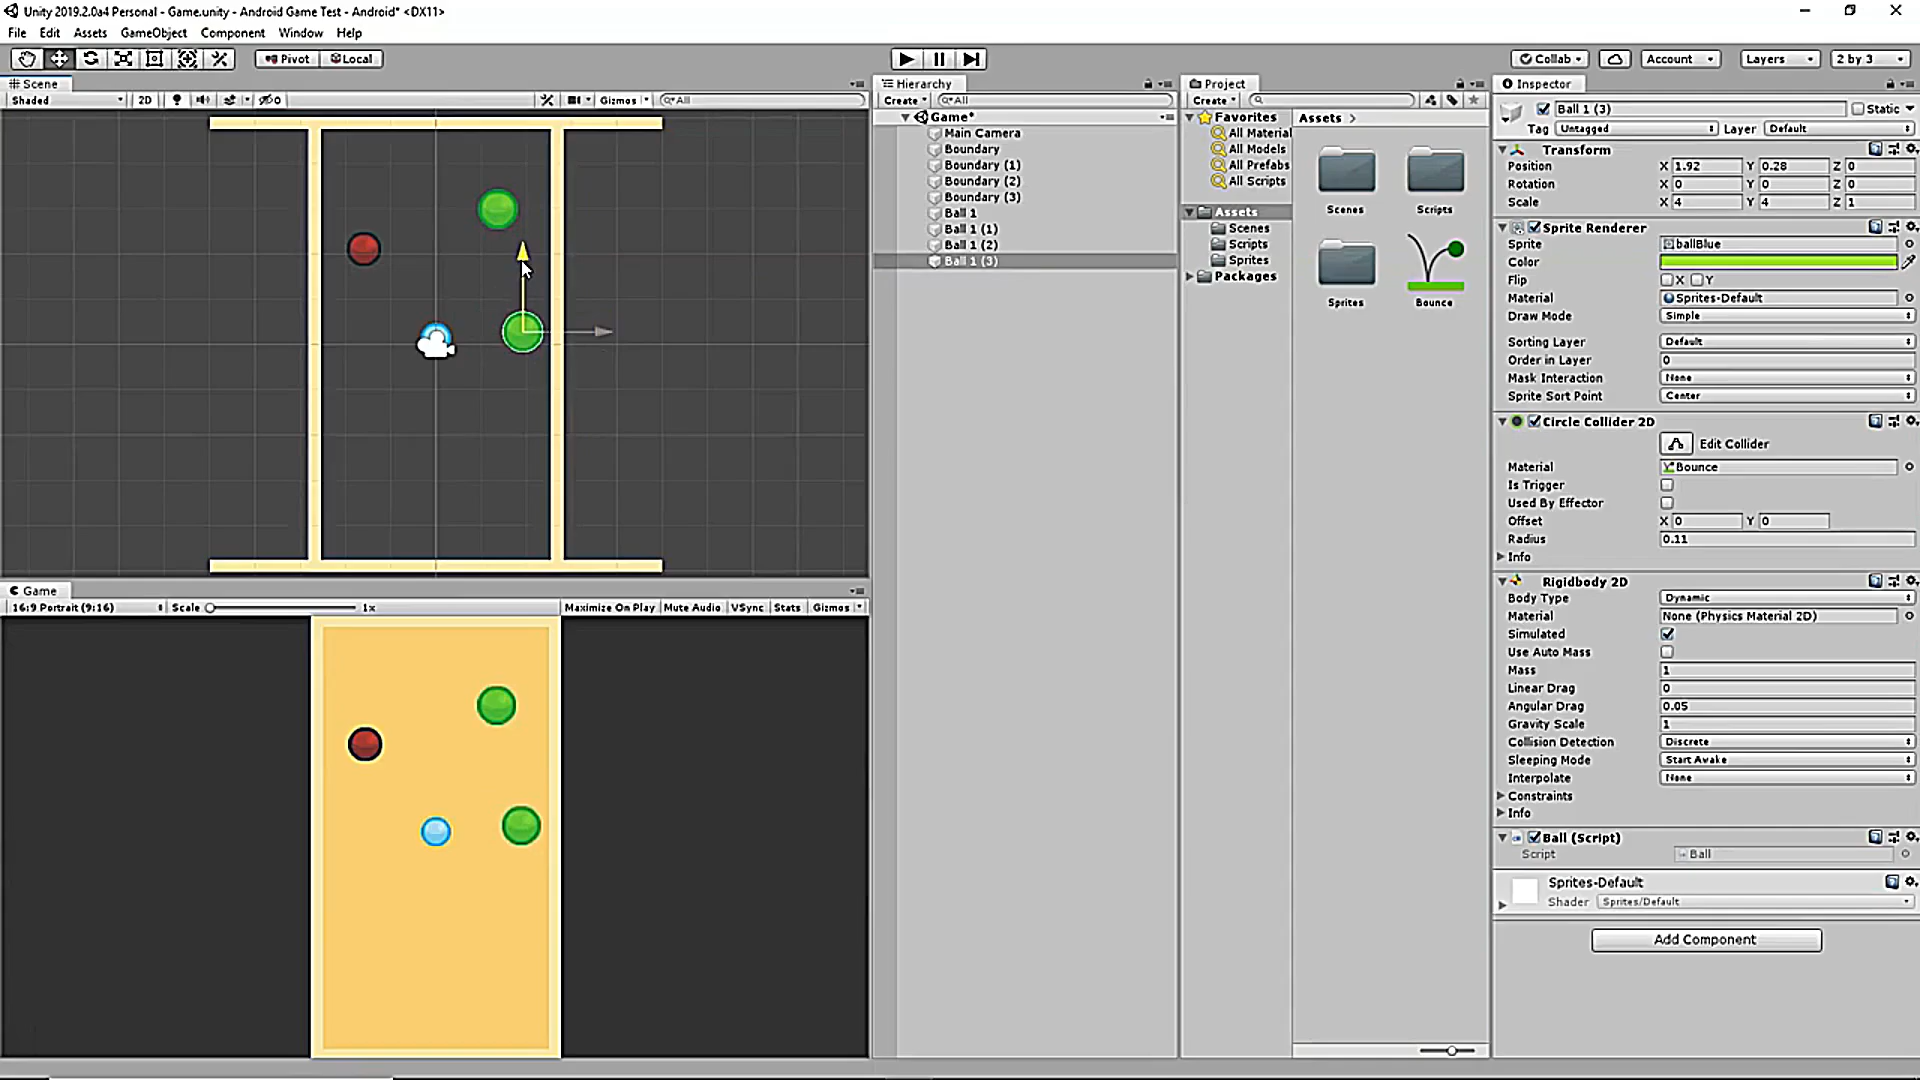 Unity 2019.2.0a4 Personal - Game.unity - Android Game Test - Android* <DX11>
File Edit Assets GameObject Component Window Help
Pivot Local Collab Account Layers 2 by 3
Scene
Shaded 2D 0 Gizmos All
Hierarchy
Create All
Game*
Main Camera
Boundary
Boundary (1)
Boundary (2)
Boundary (3)
Ball 1
Ball 1 (1)
Ball 1 (2)
Ball 1 (3)
Project
Create
Favorites
All Material
All Models
All Prefabs
All Scripts
Assets
Scenes
Scripts
Sprites
Packages
Assets
Scenes
Scripts
Sprites
Bounce
Game
16:9 Portrait (9:16) Scale 1x Maximize On Play Mute Audio VSync Stats Gizmos
Inspector
Ball 1 (3) Static
Tag Untagged Layer Default
Transform
Position X 1.92 Y 0.28 Z 0
Rotation X 0 Y 0 Z 0
Scale X 4 Y 4 Z 1
Sprite Renderer
Sprite ballBlue
Color
Flip X Y
Material Sprites-Default
Draw Mode Simple
Sorting Layer Default
Order in Layer 0
Mask Interaction None
Sprite Sort Point Center
Circle Collider 2D
Edit Collider
Material Bounce
Is Trigger
Used By Effector
Offset X 0 Y 0
Radius 0.11
Info
Rigidbody 2D
Body Type Dynamic
Material None (Physics Material 2D)
Simulated
Use Auto Mass
Mass 1
Linear Drag 0
Angular Drag 0.05
Gravity Scale 1
Collision Detection Discrete
Sleeping Mode Start Awake
Interpolate None
Constraints
Info
Ball (Script)
Script Ball
Sprites-Default
Shader Sprites/Default
Add Component